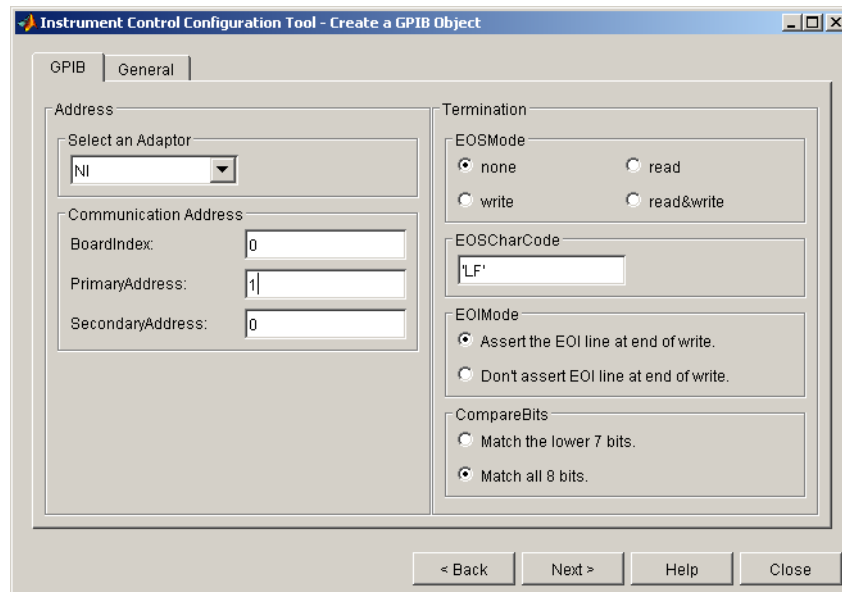 Instrument Control Configuration Tool - Create a GPIB Object
GPIB
General
Address
Select an Adaptor
NI
Communication Address
BoardIndex: 0
PrimaryAddress: 1
SecondaryAddress: 0
Termination
EOSMode
none
read
write
read&write
EOSCharCode
'LF'
EOIMode
Assert the EOI line at end of write.
Don't assert EOI line at end of write.
CompareBits
Match the lower 7 bits.
Match all 8 bits.
< Back
Next >
Help
Close